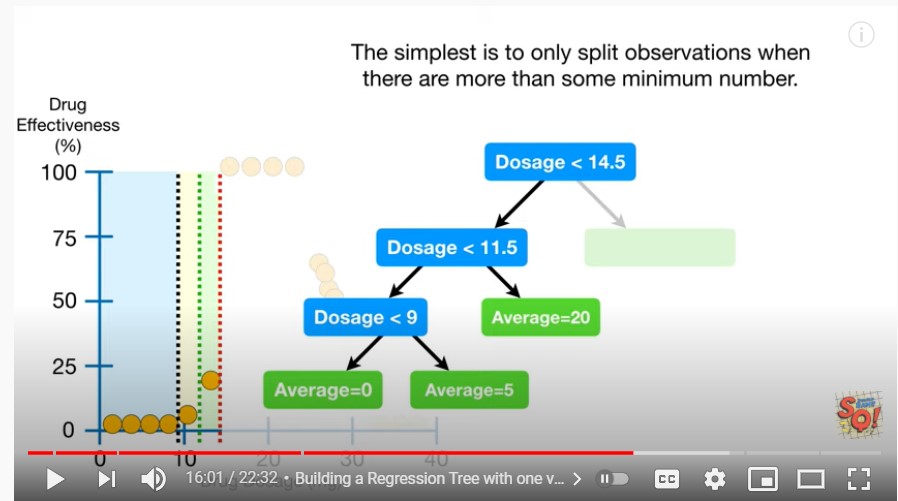 The simplest is to only split observations when
there are more than some minimum number.
Drug
Effectiveness
(%)
100
75
50
25
0
0
10
20
30
40
Dosage < 14.5
Dosage < 11.5
Dosage < 9
Average=20
Average=0
Average=5
SQ!
16:01 / 22:32 • Building a Regression Tree with one v... >
CC